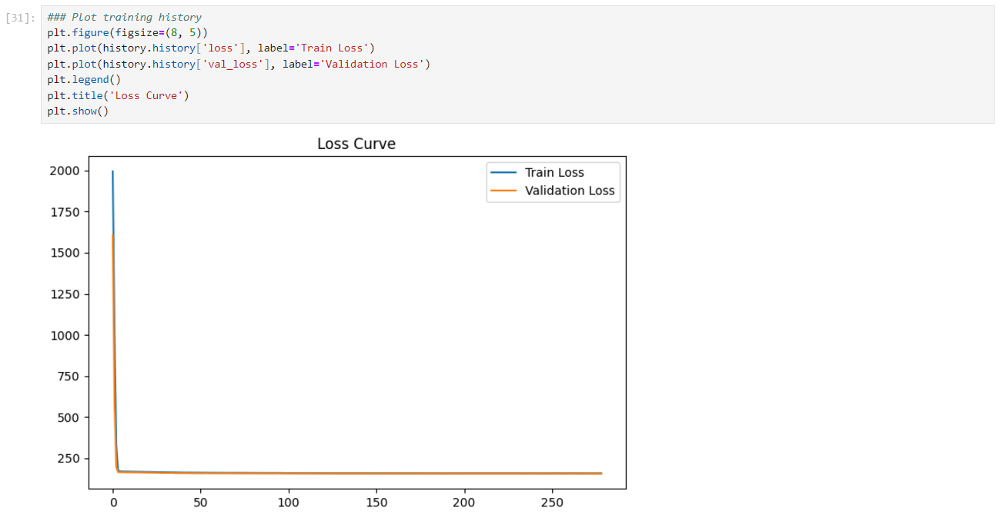 [31]: ### Plot training history
plt.figure(figsize=(8, 5))
plt.plot(history.history['loss'], label='Train Loss')
plt.plot(history.history['val_loss'], label='Validation Loss')
plt.legend()
plt.title('Loss Curve')
plt.show()
Loss Curve
Train Loss
Validation Loss
2000
1750
1500
1250
1000
750
500
250
0 50 100 150 200 250